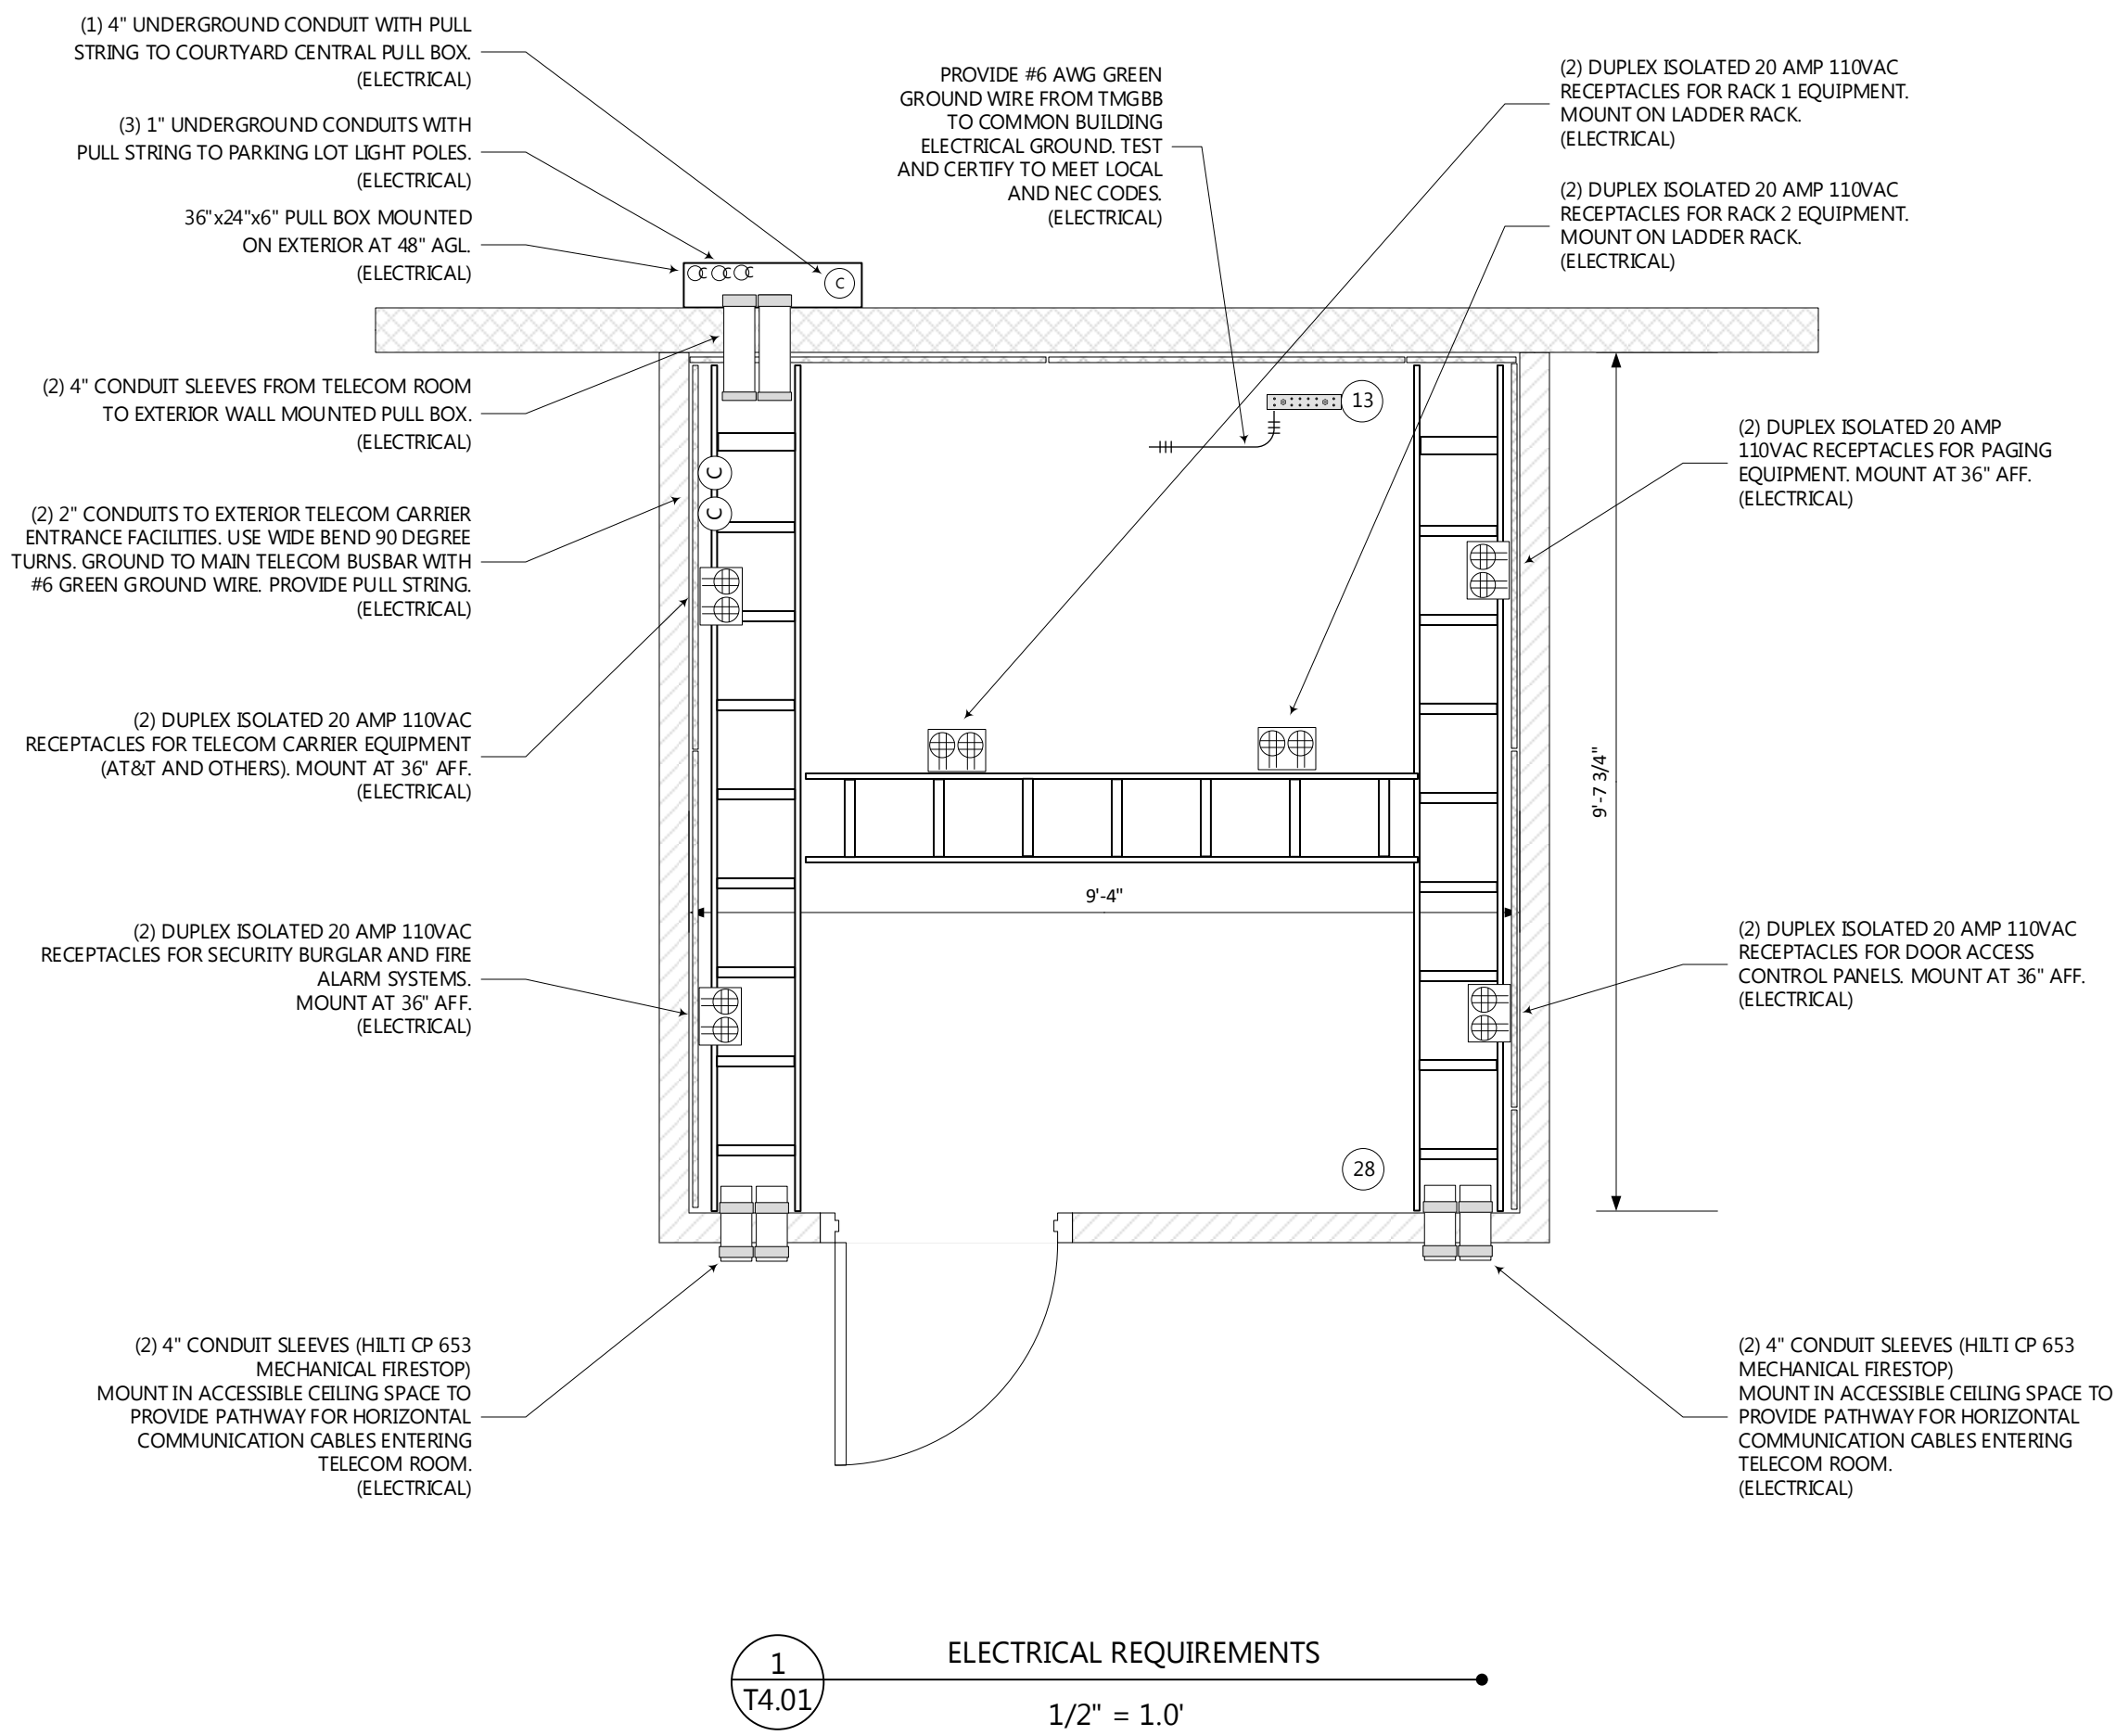 (1) 4" UNDERGROUND CONDUIT WITH PULL
STRING TO COURTYARD CENTRAL PULL BOX.
(ELECTRICAL)
(3) 1" UNDERGROUND CONDUITS WITH
PULL STRING TO PARKING LOT LIGHT POLES.
(ELECTRICAL)
36"x24"x6" PULL BOX MOUNTED
ON EXTERIOR AT 48" AGL.
(ELECTRICAL)
(2) 4" CONDUIT SLEEVES FROM TELECOM ROOM
TO EXTERIOR WALL MOUNTED PULL BOX.
(ELECTRICAL)
(2) 2" CONDUITS TO EXTERIOR TELECOM CARRIER
ENTRANCE FACILITIES. USE WIDE BEND 90 DEGREE
TURNS. GROUND TO MAIN TELECOM BUSBAR WITH
#6 GREEN GROUND WIRE. PROVIDE PULL STRING.
(ELECTRICAL)
(2) DUPLEX ISOLATED 20 AMP 110VAC
RECEPTACLES FOR TELECOM CARRIER EQUIPMENT
(AT&T AND OTHERS). MOUNT AT 36" AFF.
(ELECTRICAL)
(2) DUPLEX ISOLATED 20 AMP 110VAC
RECEPTACLES FOR SECURITY BURGLAR AND FIRE
ALARM SYSTEMS.
MOUNT AT 36" AFF.
(ELECTRICAL)
(2) 4" CONDUIT SLEEVES (HILTI CP 653
MECHANICAL FIRESTOP)
MOUNT IN ACCESSIBLE CEILING SPACE TO
PROVIDE PATHWAY FOR HORIZONTAL
COMMUNICATION CABLES ENTERING
TELECOM ROOM.
(ELECTRICAL)
PROVIDE #6 AWG GREEN
GROUND WIRE FROM TMGBB
TO COMMON BUILDING
ELECTRICAL GROUND. TEST
AND CERTIFY TO MEET LOCAL
AND NEC CODES.
(ELECTRICAL)
C C C
C
C
C
13
9'-4"
28
9'-7 3/4"
(2) DUPLEX ISOLATED 20 AMP 110VAC
RECEPTACLES FOR RACK 1 EQUIPMENT.
MOUNT ON LADDER RACK.
(ELECTRICAL)
(2) DUPLEX ISOLATED 20 AMP 110VAC
RECEPTACLES FOR RACK 2 EQUIPMENT.
MOUNT ON LADDER RACK.
(ELECTRICAL)
(2) DUPLEX ISOLATED 20 AMP
110VAC RECEPTACLES FOR PAGING
EQUIPMENT. MOUNT AT 36" AFF.
(ELECTRICAL)
(2) DUPLEX ISOLATED 20 AMP 110VAC
RECEPTACLES FOR DOOR ACCESS
CONTROL PANELS. MOUNT AT 36" AFF.
(ELECTRICAL)
(2) 4" CONDUIT SLEEVES (HILTI CP 653
MECHANICAL FIRESTOP)
MOUNT IN ACCESSIBLE CEILING SPACE TO
PROVIDE PATHWAY FOR HORIZONTAL
COMMUNICATION CABLES ENTERING
TELECOM ROOM.
(ELECTRICAL)
1
T4.01
ELECTRICAL REQUIREMENTS
1/2" = 1.0'